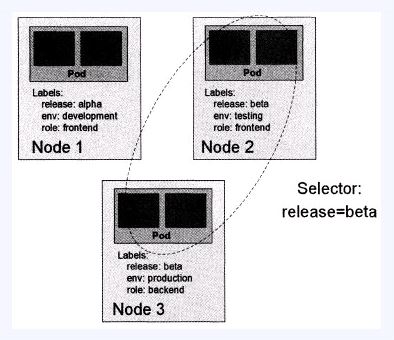 Pod
Labels:
release: alpha
env: development
role: frontend
Node 1
Pod
Labels:
release: beta
env: testing
role: frontend
Node 2
Selector:
release=beta
Pod
Labels:
release: beta
env: production
role: backend
Node 3